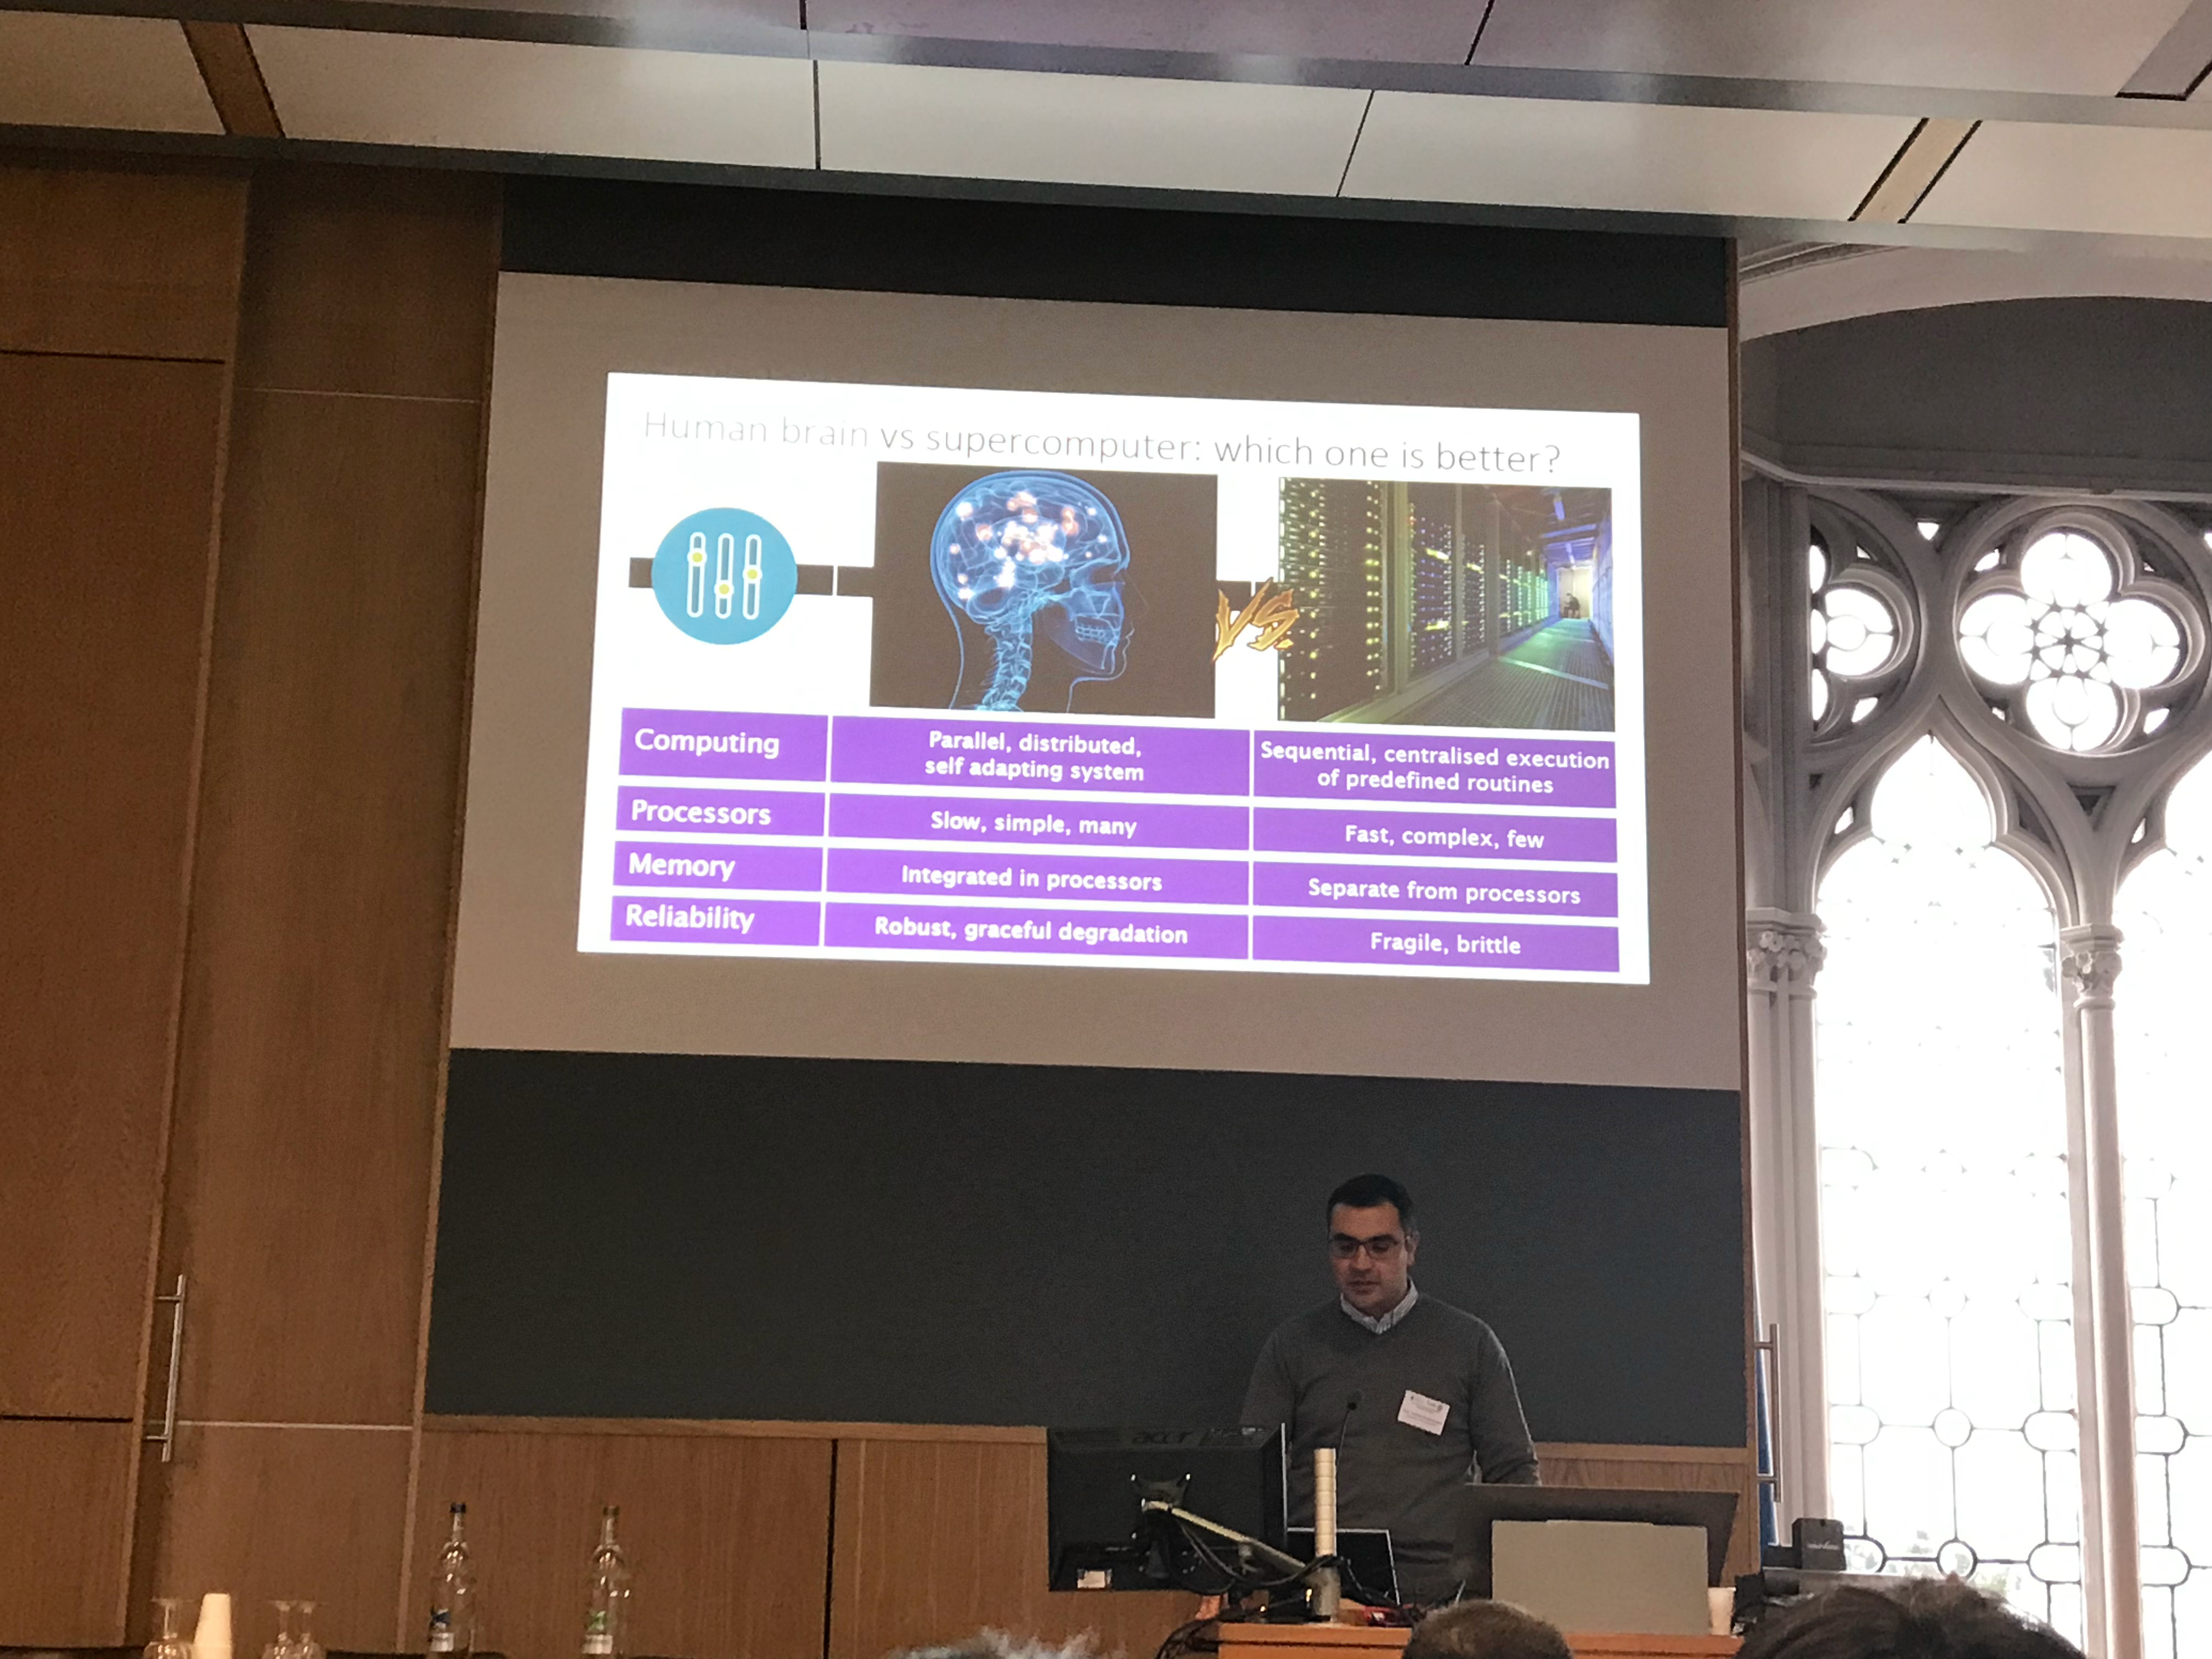 Human brain vs supercomputer: which one is better?
VS.
Computing
Parallel, distributed,
self adapting system
Sequential, centralised execution
of predefined routines
Processors
Slow, simple, many
Fast, complex, few
Memory
Integrated in processors
Separate from processors
Reliability
Robust, graceful degradation
Fragile, brittle
acer